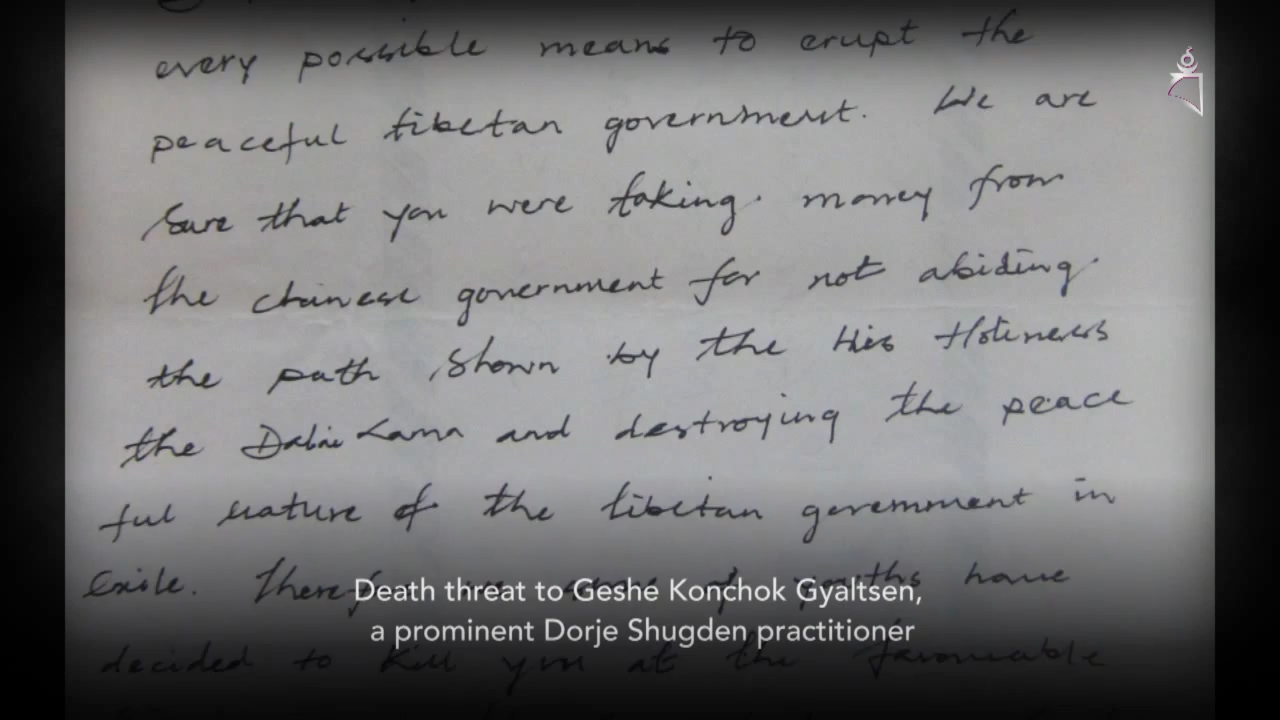 every possible means to erupt the
peaceful tibetan government. We are
Sure that you were taking. money from
the chinese government for not abiding.
the path shown by the His Holineness
the Dalai Lama and destroying the peace
ful nature of the tibetan government in
Exile. of youths have
Death threat to Geshe Konchok Gyaltsen,
a prominent Dorje Shugden practitioner
decided to kill you at the favourable